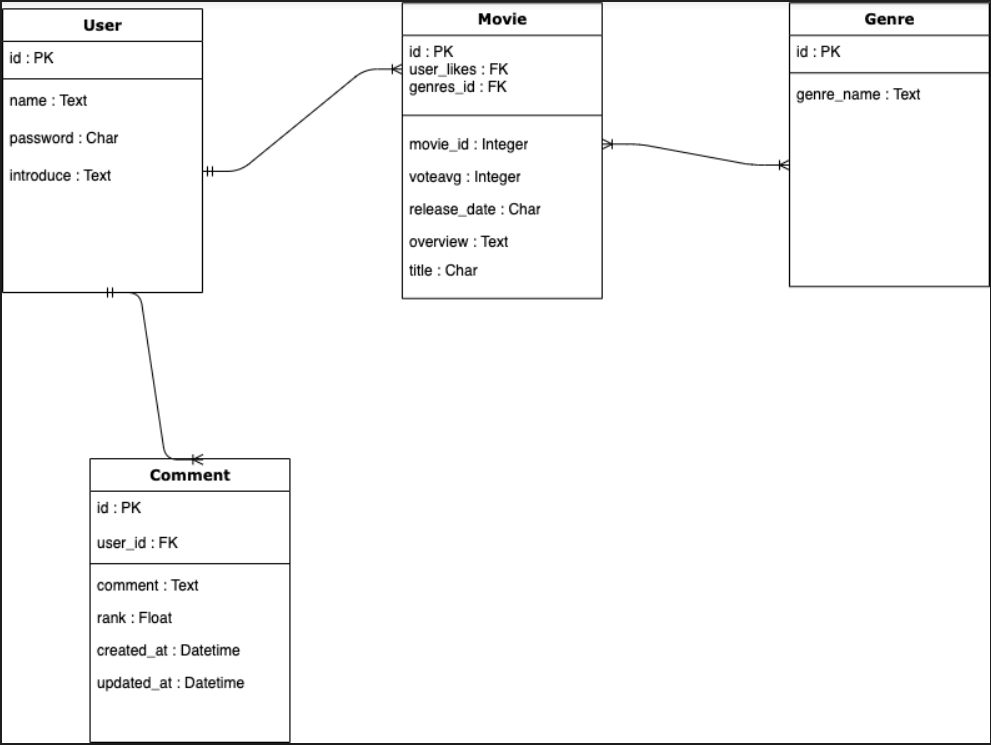 User
id : PK
name : Text
password : Char
introduce : Text
Movie
id : PK
user_likes : FK
genres_id : FK
movie_id : Integer
voteavg : Integer
release_date : Char
overview : Text
title : Char
Genre
id : PK
genre_name : Text
Comment
id : PK
user_id : FK
comment : Text
rank : Float
created_at : Datetime
updated_at : Datetime